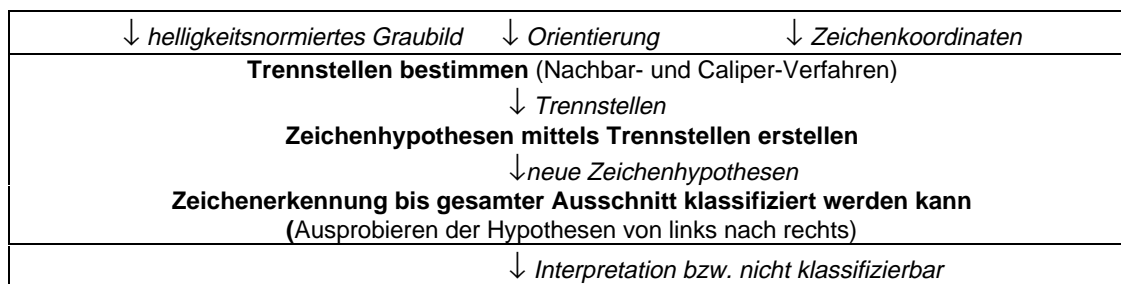 ↓ helligkeitsnormiertes Graubild ↓ Orientierung ↓ Zeichenkoordinaten
Trennstellen bestimmen (Nachbar- und Caliper-Verfahren)
↓ Trennstellen
Zeichenhypothesen mittels Trennstellen erstellen
↓neue Zeichenhypothesen
Zeichenerkennung bis gesamter Ausschnitt klassifiziert werden kann
(Ausprobieren der Hypothesen von links nach rechts)
↓ Interpretation bzw. nicht klassifizierbar